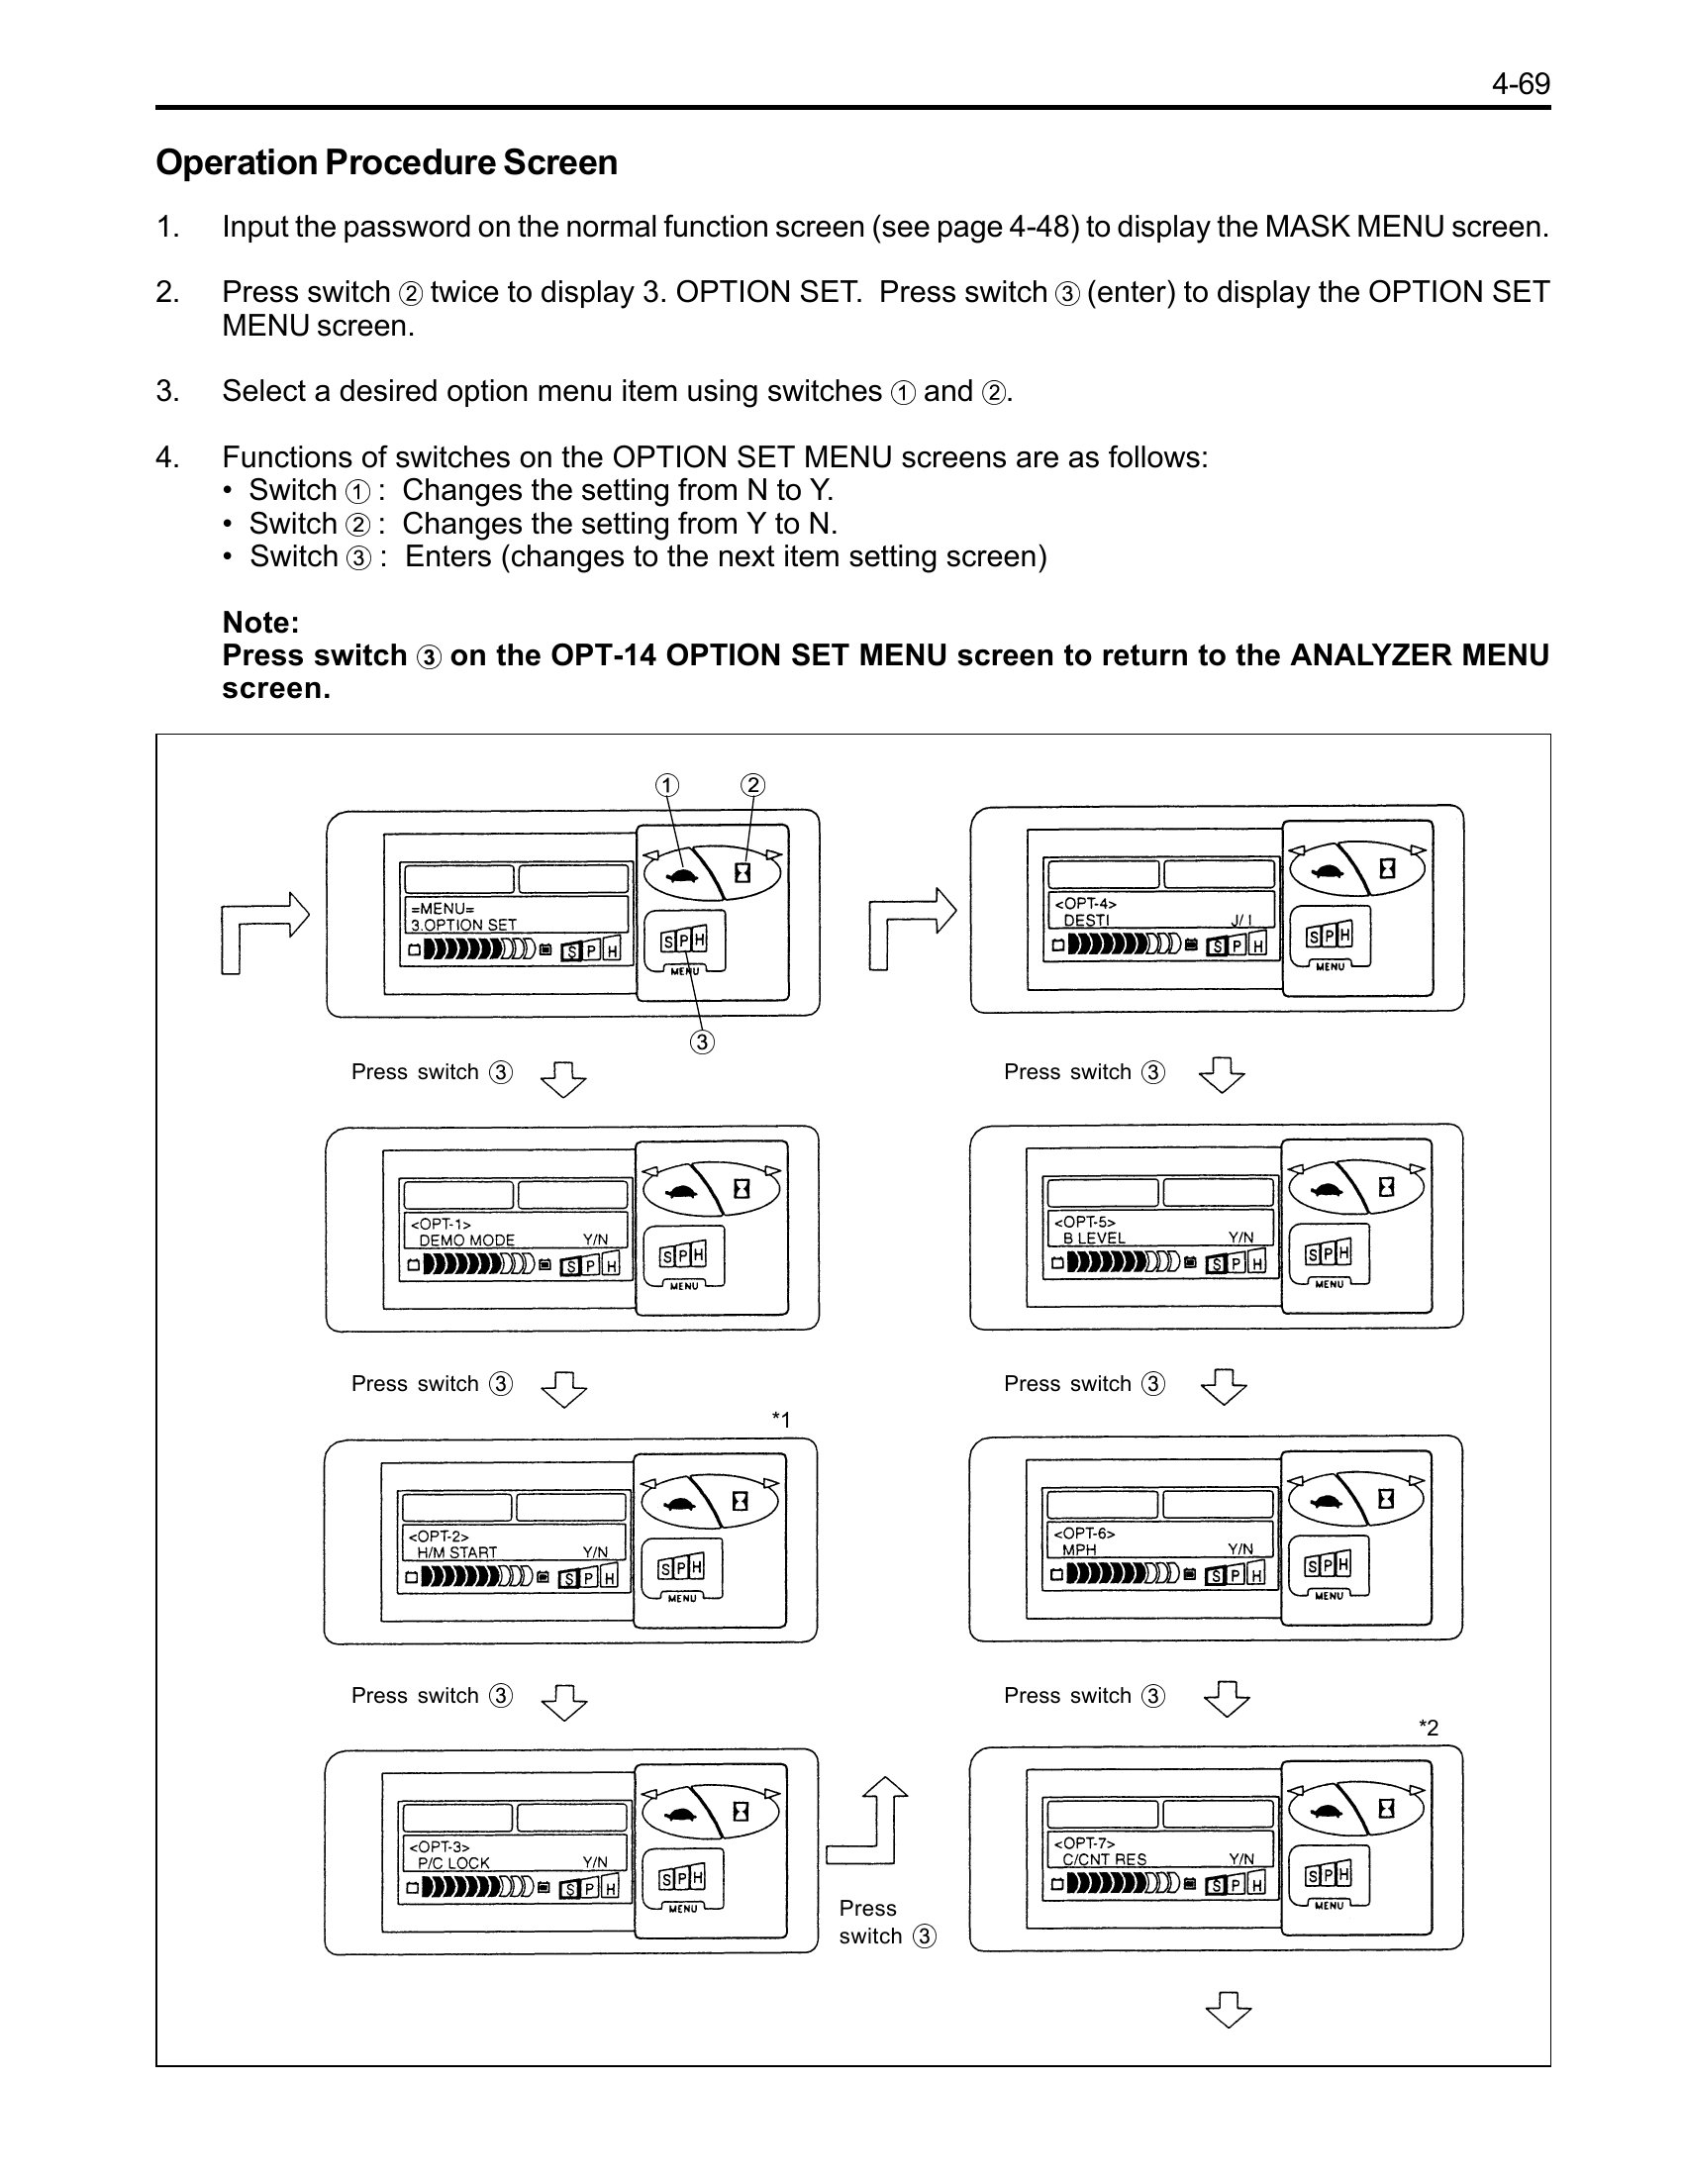 4-69
Operation Procedure Screen
1. Input the password on the normal function screen (see page 4-48) to display the MASK MENU screen.
2. Press switch ② twice to display 3. OPTION SET. Press switch ③ (enter) to display the OPTION SET
MENU screen.
3. Select a desired option menu item using switches ① and ②.
4. Functions of switches on the OPTION SET MENU screens are as follows:
• Switch ① : Changes the setting from N to Y.
• Switch ② : Changes the setting from Y to N.
• Switch ③ : Enters (changes to the next item setting screen)
Note:
Press switch ③ on the OPT-14 OPTION SET MENU screen to return to the ANALYZER MENU
screen.
① ②
=MENU=
3.OPTION SET
S P H
S P H
MENU
③
Press switch ③
<OPT-1>
DEMO MODE Y/N
S P H
S P H
MENU
Press switch ③
*1
<OPT-2>
H/M START Y/N
S P H
S P H
MENU
Press switch ③
<OPT-3>
P/C LOCK Y/N
S P H
S P H
MENU
Press
switch ③
<OPT-4>
DESTI J/ I
S P H
S P H
MENU
Press switch ③
<OPT-5>
B LEVEL Y/N
S P H
S P H
MENU
Press switch ③
<OPT-6>
MPH Y/N
S P H
S P H
MENU
Press switch ③
*2
<OPT-7>
C/CNT RES Y/N
S P H
S P H
MENU